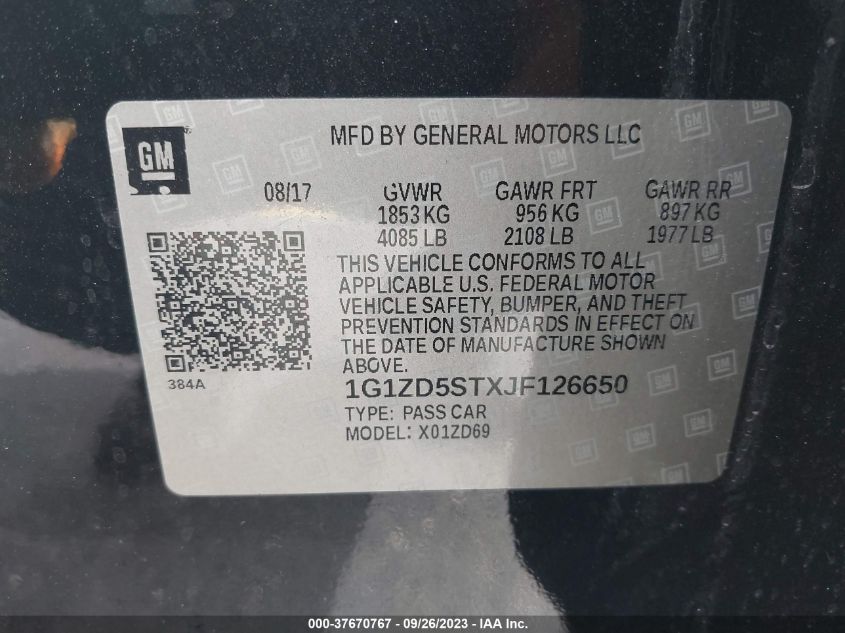 GM
MFD BY GENERAL MOTORS LLC
08/17 GVWR GAWR FRT GAWR RR
1853 KG 956 KG 897 KG
4085 LB 2108 LB 1977 LB
THIS VEHICLE CONFORMS TO ALL
APPLICABLE U.S. FEDERAL MOTOR
VEHICLE SAFETY, BUMPER, AND THEFT
PREVENTION STANDARDS IN EFFECT ON
THE DATE OF MANUFACTURE SHOWN
ABOVE.
384A
1G1ZD5STXJF126650
TYPE: PASS CAR
MODEL: X01ZD69
000-37670767 - 09/26/2023 - IAA Inc.